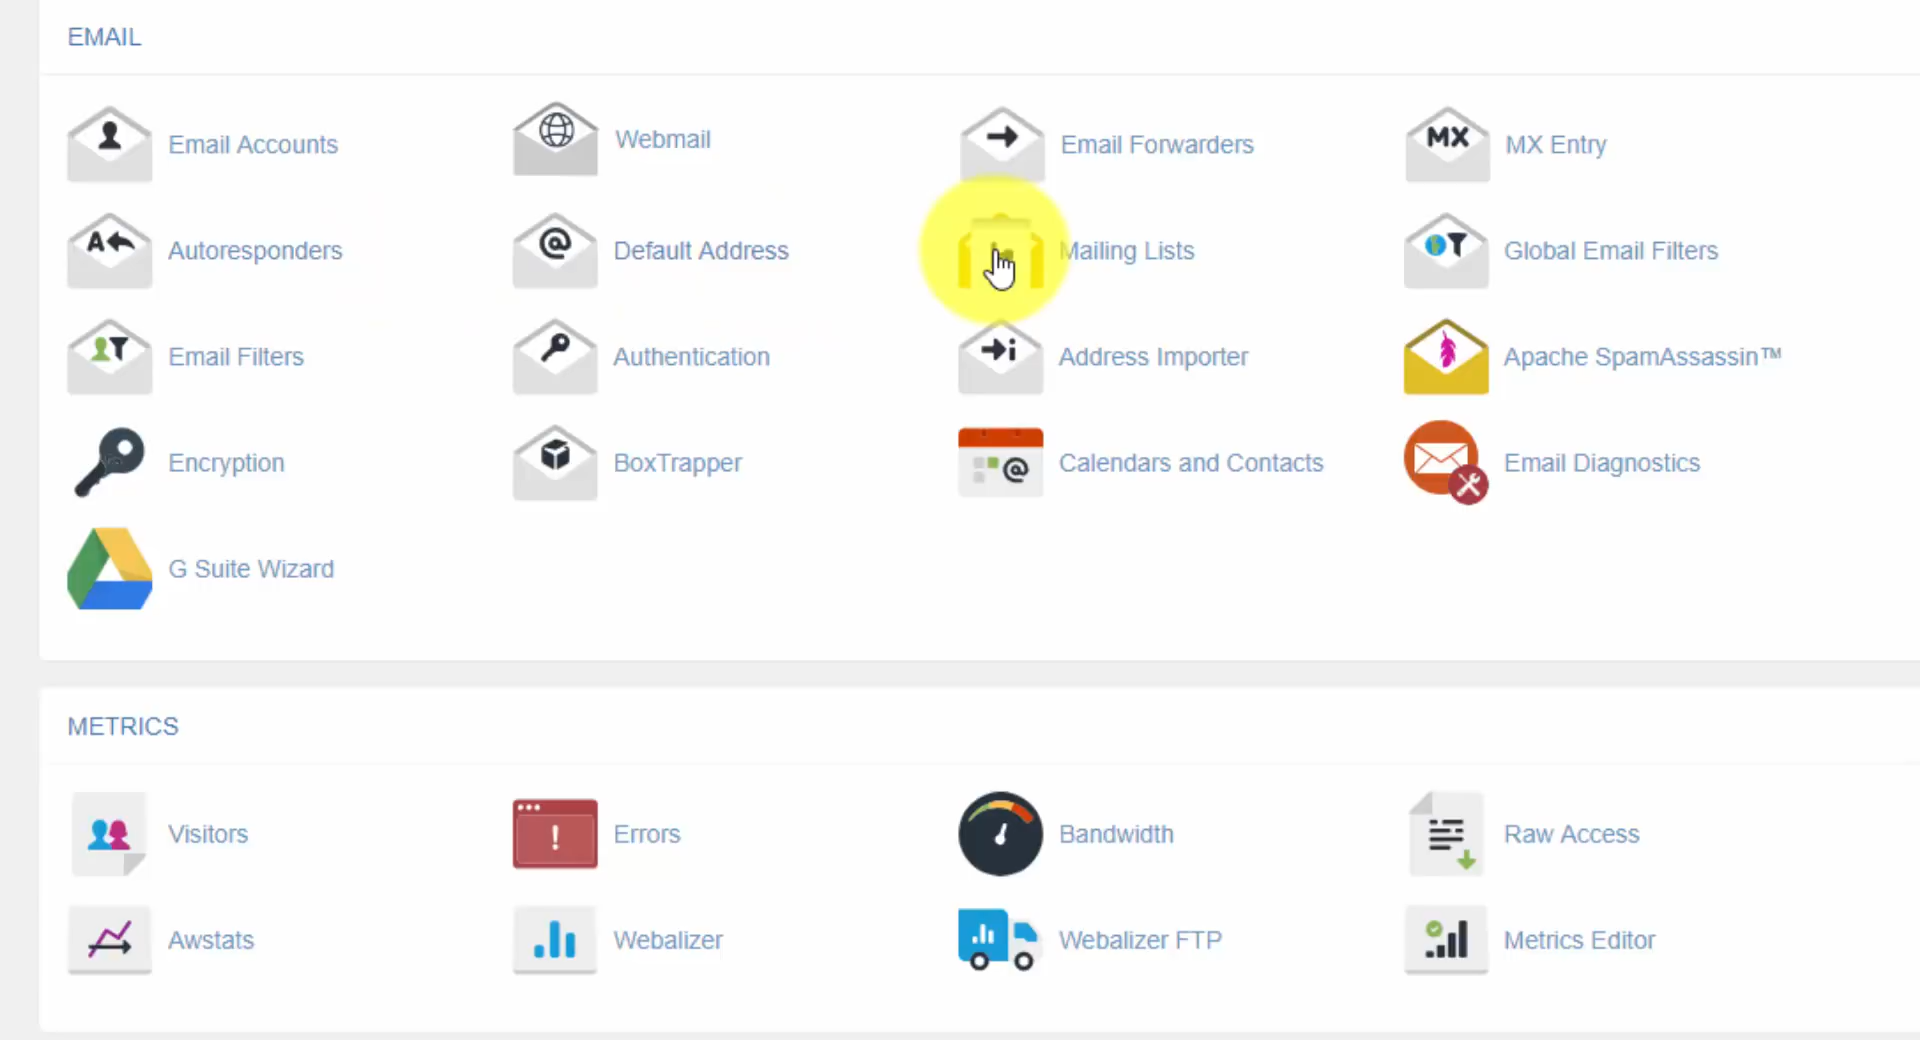 EMAIL
Email Accounts
Webmail
Email Forwarders
MX
MX Entry
A
Autoresponders
@
Default Address
Mailing Lists
Global Email Filters
Email Filters
Authentication
i
Address Importer
Apache SpamAssassin™
Encryption
BoxTrapper
@
Calendars and Contacts
Email Diagnostics
G Suite Wizard
METRICS
Visitors
!
Errors
Bandwidth
Raw Access
Awstats
Webalizer
Webalizer FTP
Metrics Editor